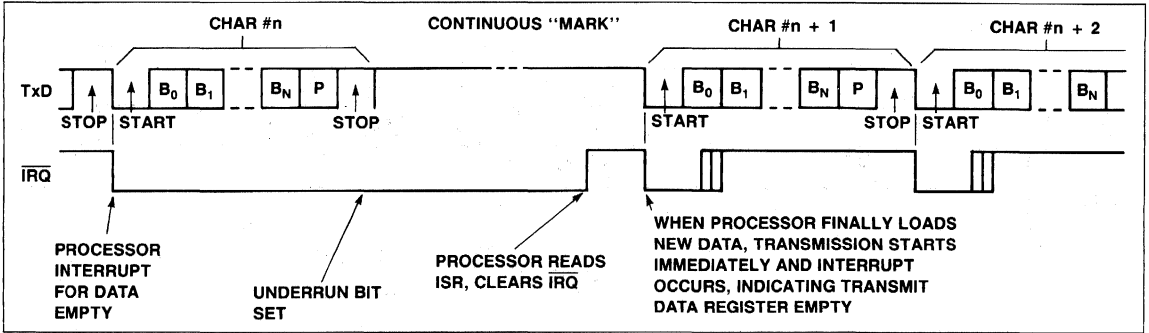 CHAR #n
CONTINUOUS "MARK"
CHAR #n + 1
CHAR #n + 2
TxD
B0 B1 BN P B0 B1 BN P B0 B1 BN
STOP START STOP START STOP START
IRQ
PROCESSOR
INTERRUPT
FOR DATA
EMPTY
UNDERRUN BIT
SET
PROCESSOR READS
ISR, CLEARS IRQ
WHEN PROCESSOR FINALLY LOADS
NEW DATA, TRANSMISSION STARTS
IMMEDIATELY AND INTERRUPT
OCCURS, INDICATING TRANSMIT
DATA REGISTER EMPTY